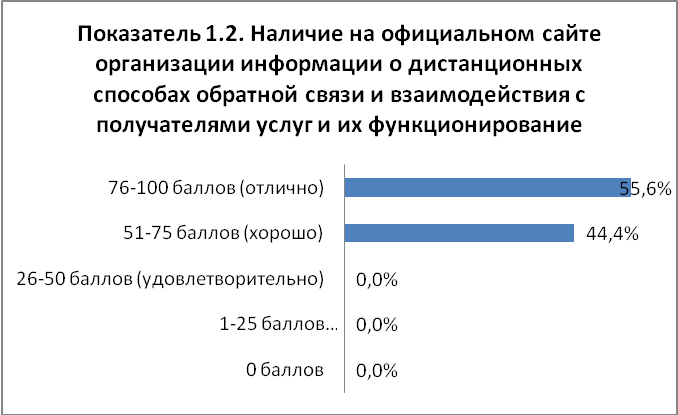 Показатель 1.2. Наличие на официальном сайте
организации информации о дистанционных
способах обратной связи и взаимодействия с
получателями услуг и их функционирование
76-100 баллов (отлично) 55,6%
51-75 баллов (хорошо) 44,4%
26-50 баллов (удовлетворительно) 0,0%
1-25 баллов... 0,0%
0 баллов 0,0%